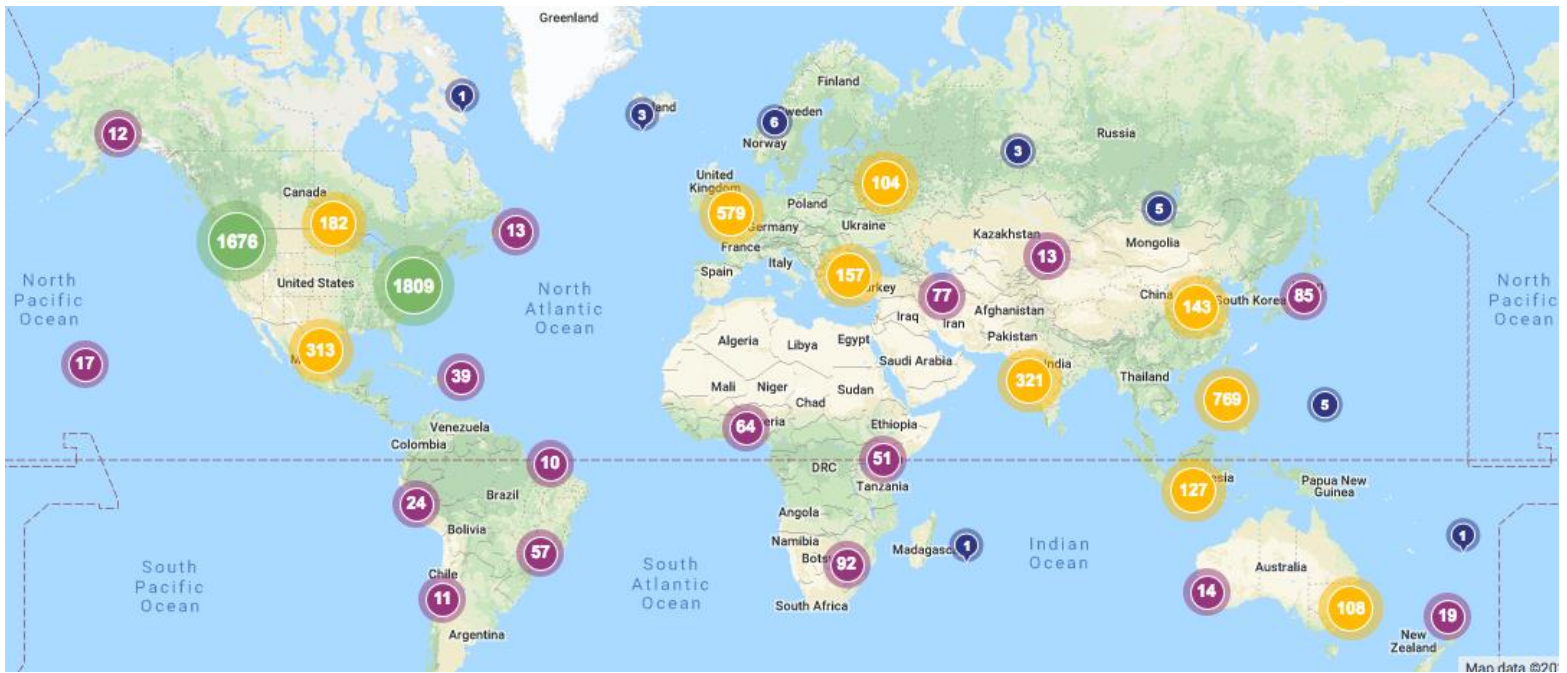 Greenland
1
3
Finland
Sweden
6
Norway
12
Russia
3
Canada
182
1676
13
United
Kingdom
579
104
Poland
Germany
Ukraine
France
5
Kazakhstan
13
Mongolia
United States
1809
Spain
Italy
157
77
Iraq
Iran
Afghanistan
Pakistan
China
143
South Korea
85
North
Pacific
Ocean
North
Atlantic
Ocean
North
Pacific
Ocean
313
17
39
Algeria
Libya
Egypt
Saudi Arabia
321
India
Thailand
769
5
Mali
Niger
Chad
Sudan
64
Ethiopia
Venezuela
Colombia
10
DRC
51
Tanzania
127
Papua New
Guinea
24
Brazil
Bolivia
57
Angola
Namibia
92
Madagasc
1
Indian
Ocean
1
Chile
11
South
Pacific
Ocean
South
Atlantic
Ocean
South Africa
Argentina
Australia
14
108
19
New
Zealand
Map data ©20